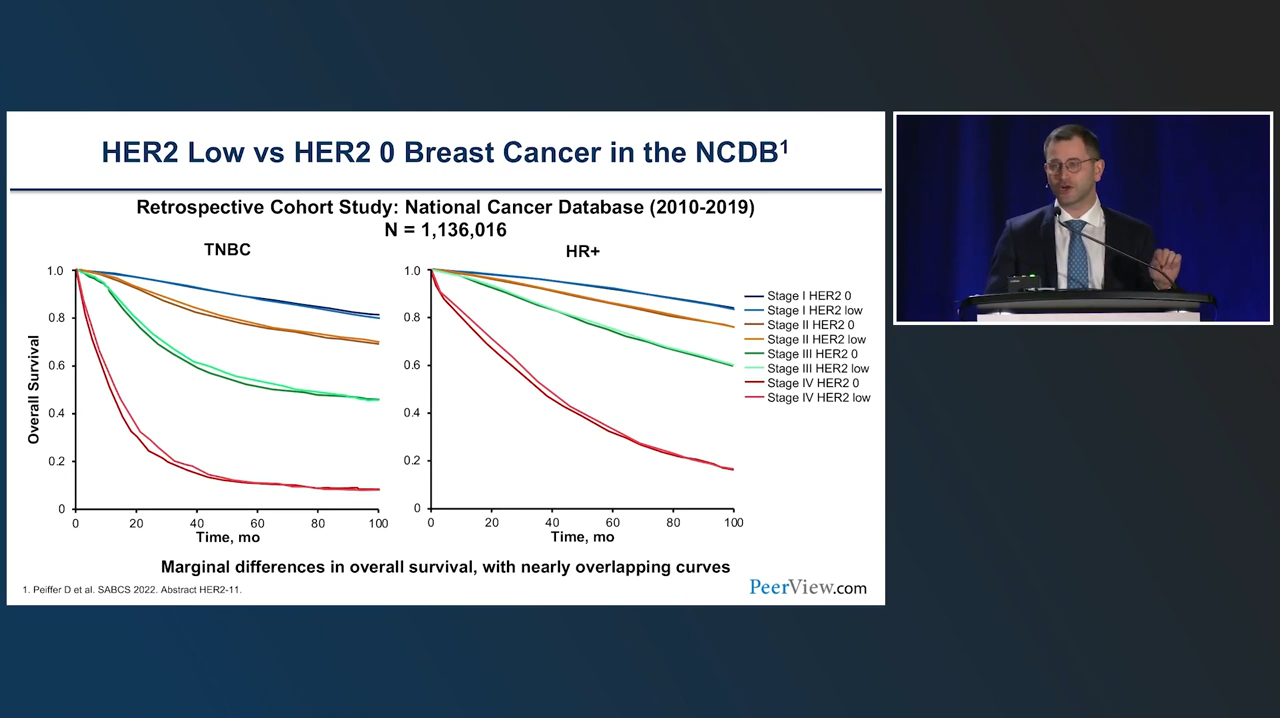 HER2 Low vs HER2 0 Breast Cancer in the NCDB¹
Retrospective Cohort Study: National Cancer Database (2010-2019)
N = 1,136,016
TNBC
HR+
Overall Survival
1.0
0.8
0.6
0.4
0.2
0
0 20 40 60 80 100
Time, mo
1.0
0.8
0.6
0.4
0.2
0
0 20 40 60 80 100
Time, mo
Stage I HER2 0
Stage I HER2 low
Stage II HER2 0
Stage II HER2 low
Stage III HER2 0
Stage III HER2 low
Stage IV HER2 0
Stage IV HER2 low
Marginal differences in overall survival, with nearly overlapping curves
1. Peiffer D et al. SABCS 2022. Abstract HER2-11.
PeerView.com